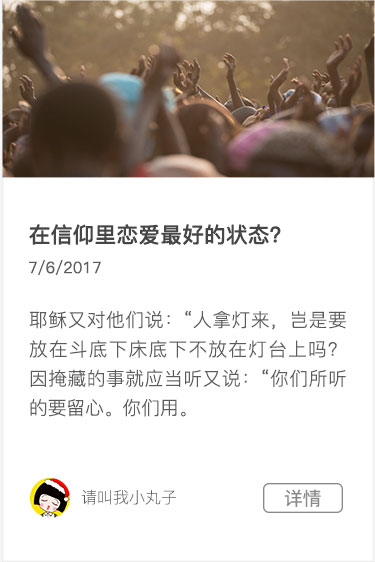 在信仰里恋爱最好的状态？
7/6/2017
耶稣又对他们说：“人拿灯来，岂是要
放在斗底下床底下不放在灯台上吗？
因掩藏的事就应当听又说：“你们所听
的要留心。你们用。
请叫我小丸子
详情